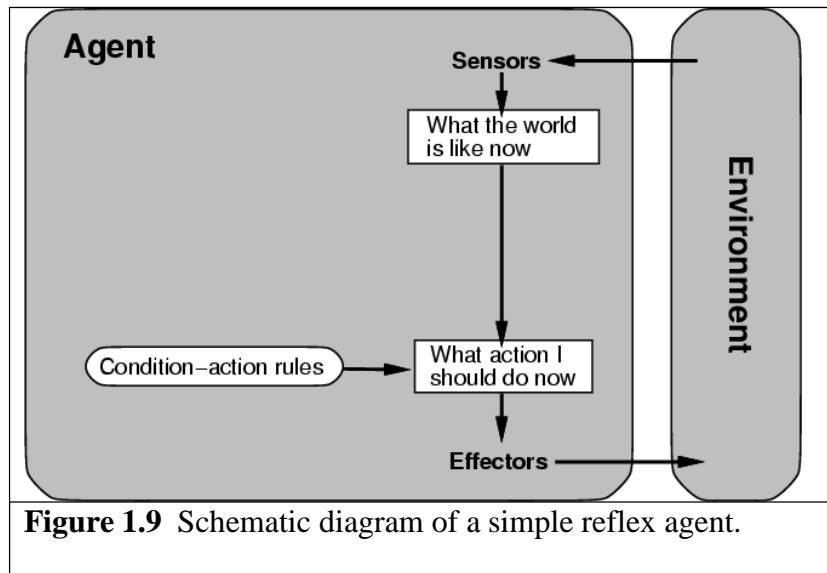 Agent
Sensors
What the world
is like now
Environment
Condition–action rules
What action I
should do now
Effectors
Figure 1.9 Schematic diagram of a simple reflex agent.